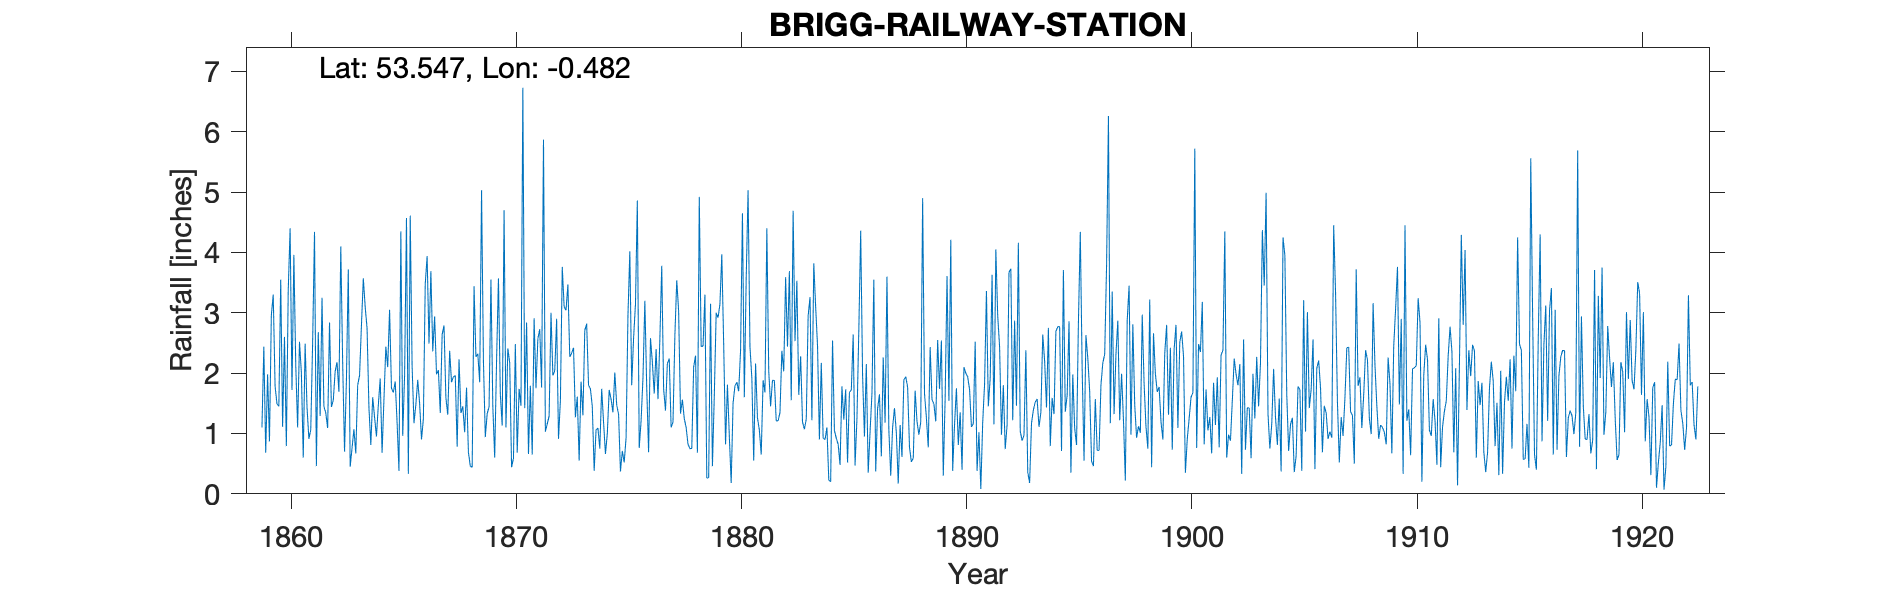 BRIGG-RAILWAY-STATION
Lat: 53.547, Lon: -0.482
7
6
5
4
3
2
1
0
Rainfall [inches]
1860 1870 1880 1890 1900 1910 1920
Year